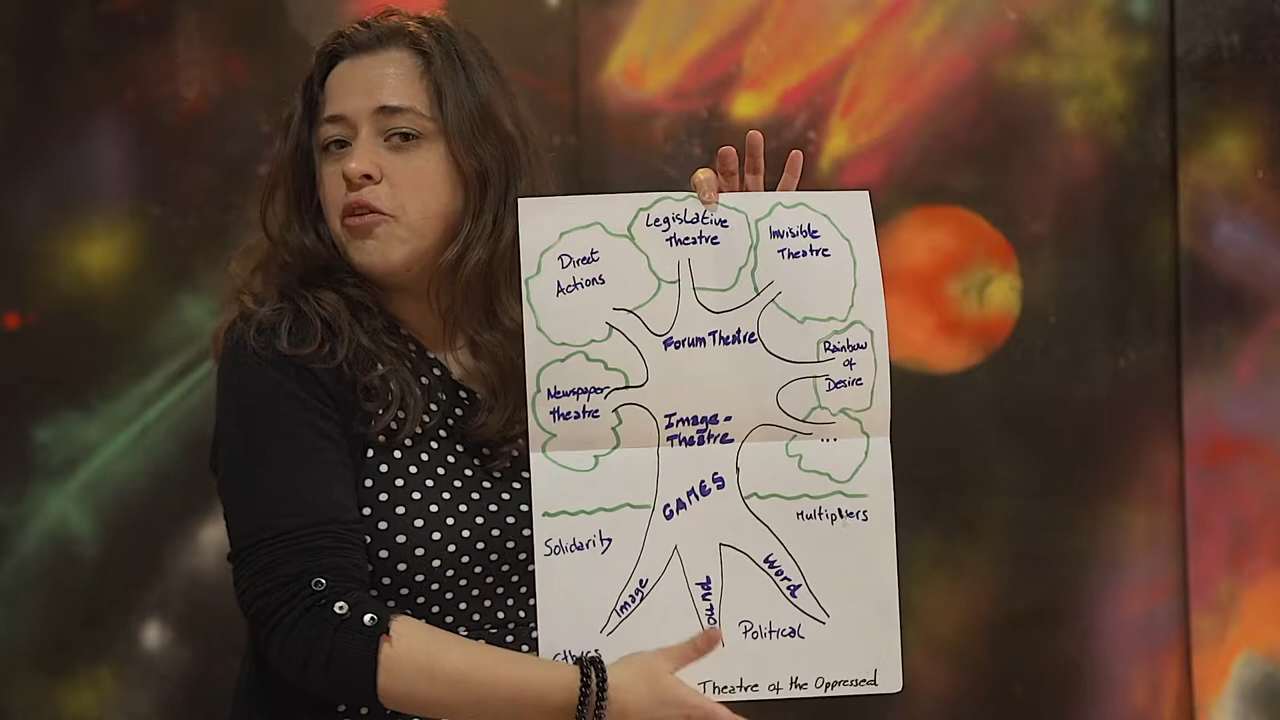 Legislative
Theatre
Direct
Actions
Invisible
Theatre
Forum Theatre
Rainbow
of
Desire
Newspaper
theatre
Image-
Theatre
...
GAMES
Multipliers
Solidarity
Image
Word
Political
Theatre of the Oppressed